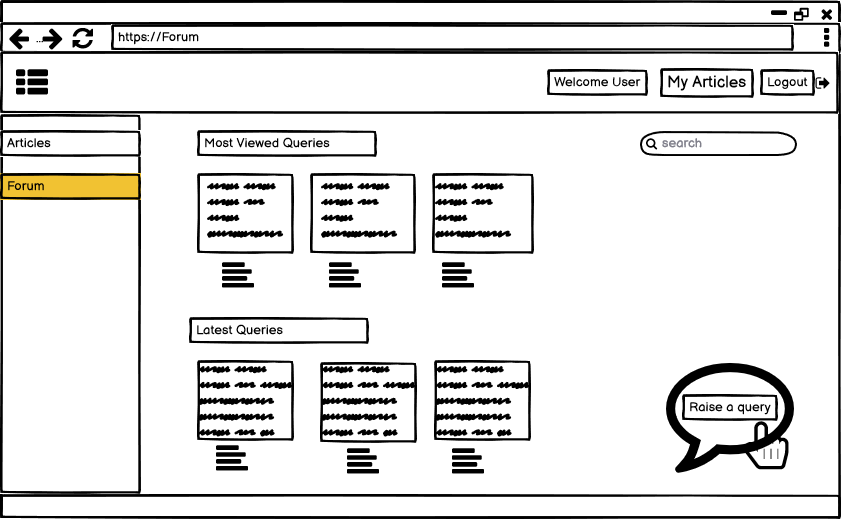 https://Forum
Welcome User
My Articles
Logout
Articles
Forum
Most Viewed Queries
search
Latest Queries
Raise a query